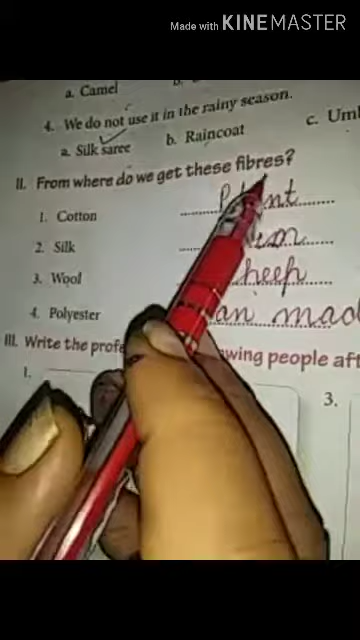 Made with KINEMASTER
a. Camel b.
4. We do not use it in the rainy season.
a. Silk saree b. Raincoat c. Um
II. From where do we get these fibres?
1. Cotton
2. Silk
3. Wool heep
4. Polyester an mad
III. Write the profe wing people aft
1. 3.